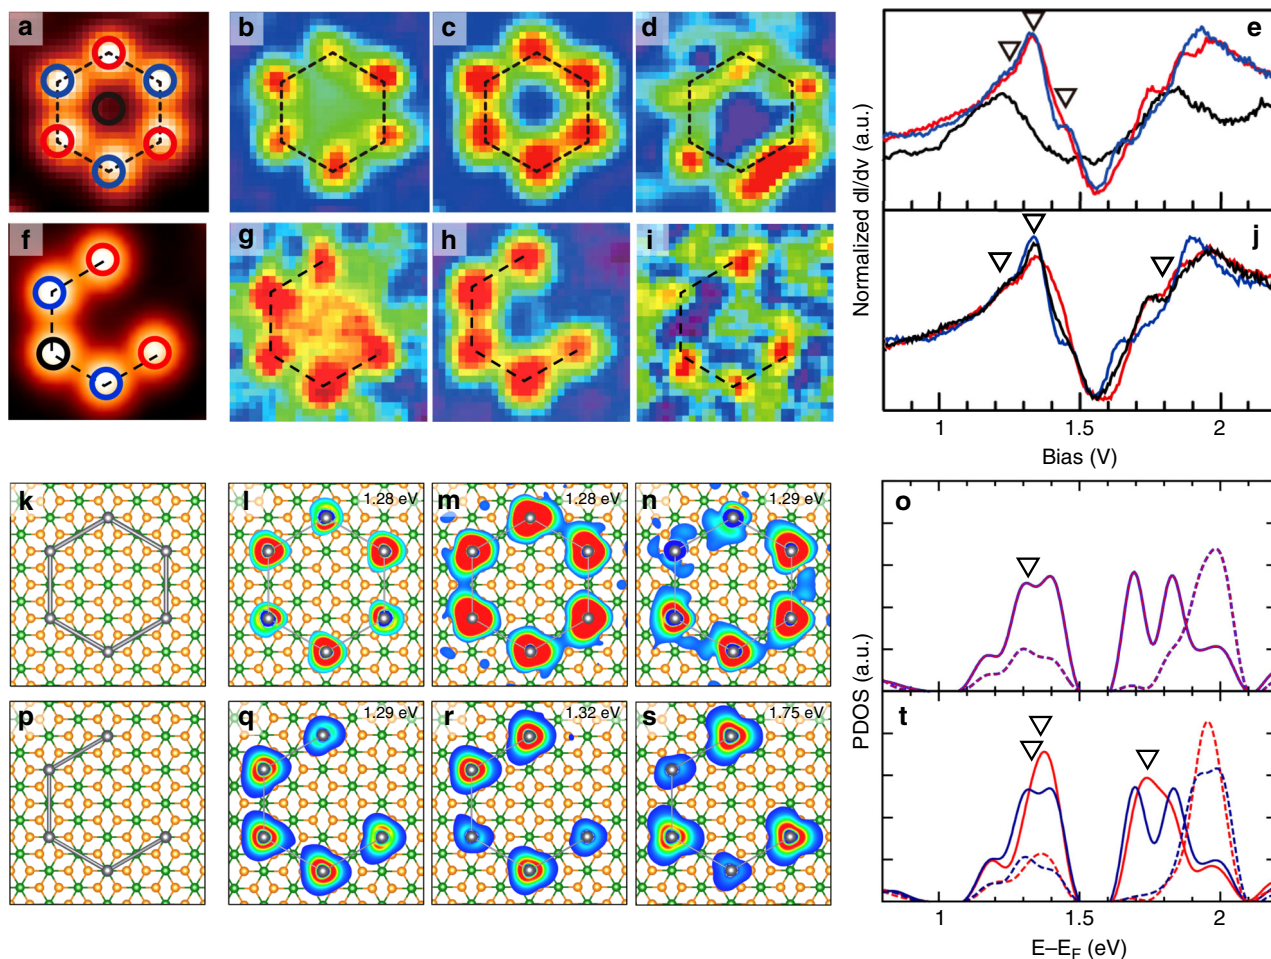 a
b
c
d
e
Normalized dI/dv (a.u.)
f
g
h
i
j
1
1.5
2
Bias (V)
k
l
1.28 eV
m
1.28 eV
n
1.29 eV
o
PDOS (a.u.)
p
q
1.29 eV
r
1.32 eV
s
1.75 eV
t
1
1.5
2
E–EF (eV)